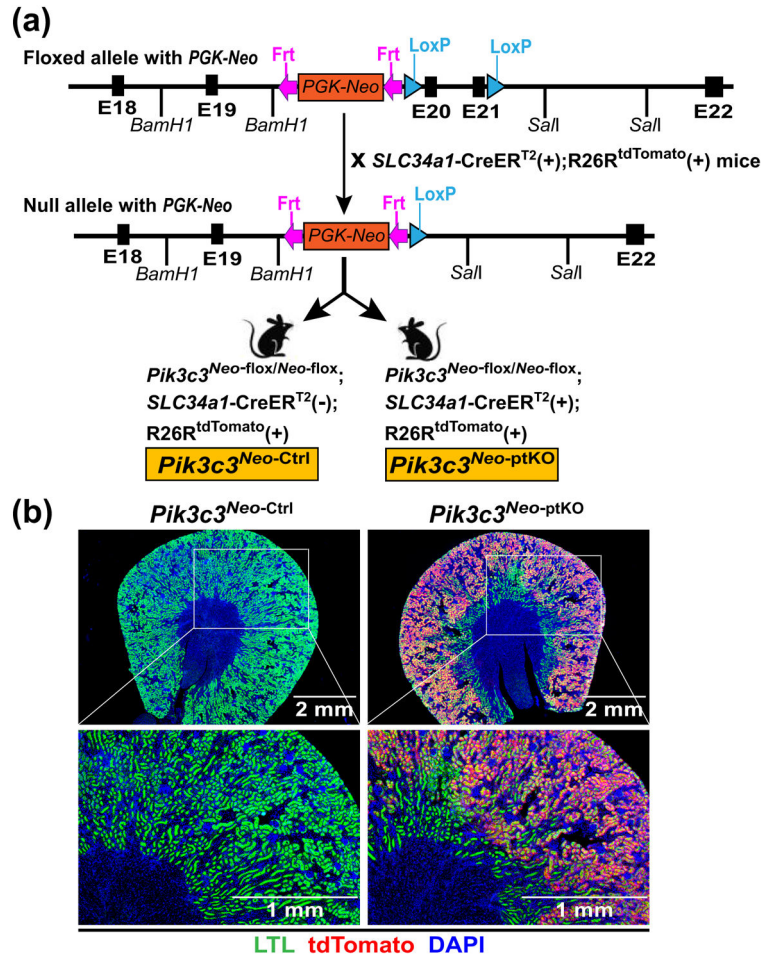 (a)
Floxed allele with PGK-Neo
Frt
PGK-Neo
Frt
LoxP
LoxP
E18
BamH1
E19
BamH1
E20
E21
SalI
SalI
E22
X SLC34a1-CreERT2(+);R26RtdTomato(+) mice
Null allele with PGK-Neo
Frt
PGK-Neo
Frt
LoxP
E18
BamH1
E19
BamH1
SalI
SalI
E22
Pik3c3Neo-flox/Neo-flox;
SLC34a1-CreERT2(-);
R26RtdTomato(+)
Pik3c3Neo-Ctrl
Pik3c3Neo-flox/Neo-flox;
SLC34a1-CreERT2(+);
R26RtdTomato(+)
Pik3c3Neo-ptKO
(b)
Pik3c3Neo-Ctrl
Pik3c3Neo-ptKO
2 mm
2 mm
1 mm
1 mm
LTL tdTomato DAPI